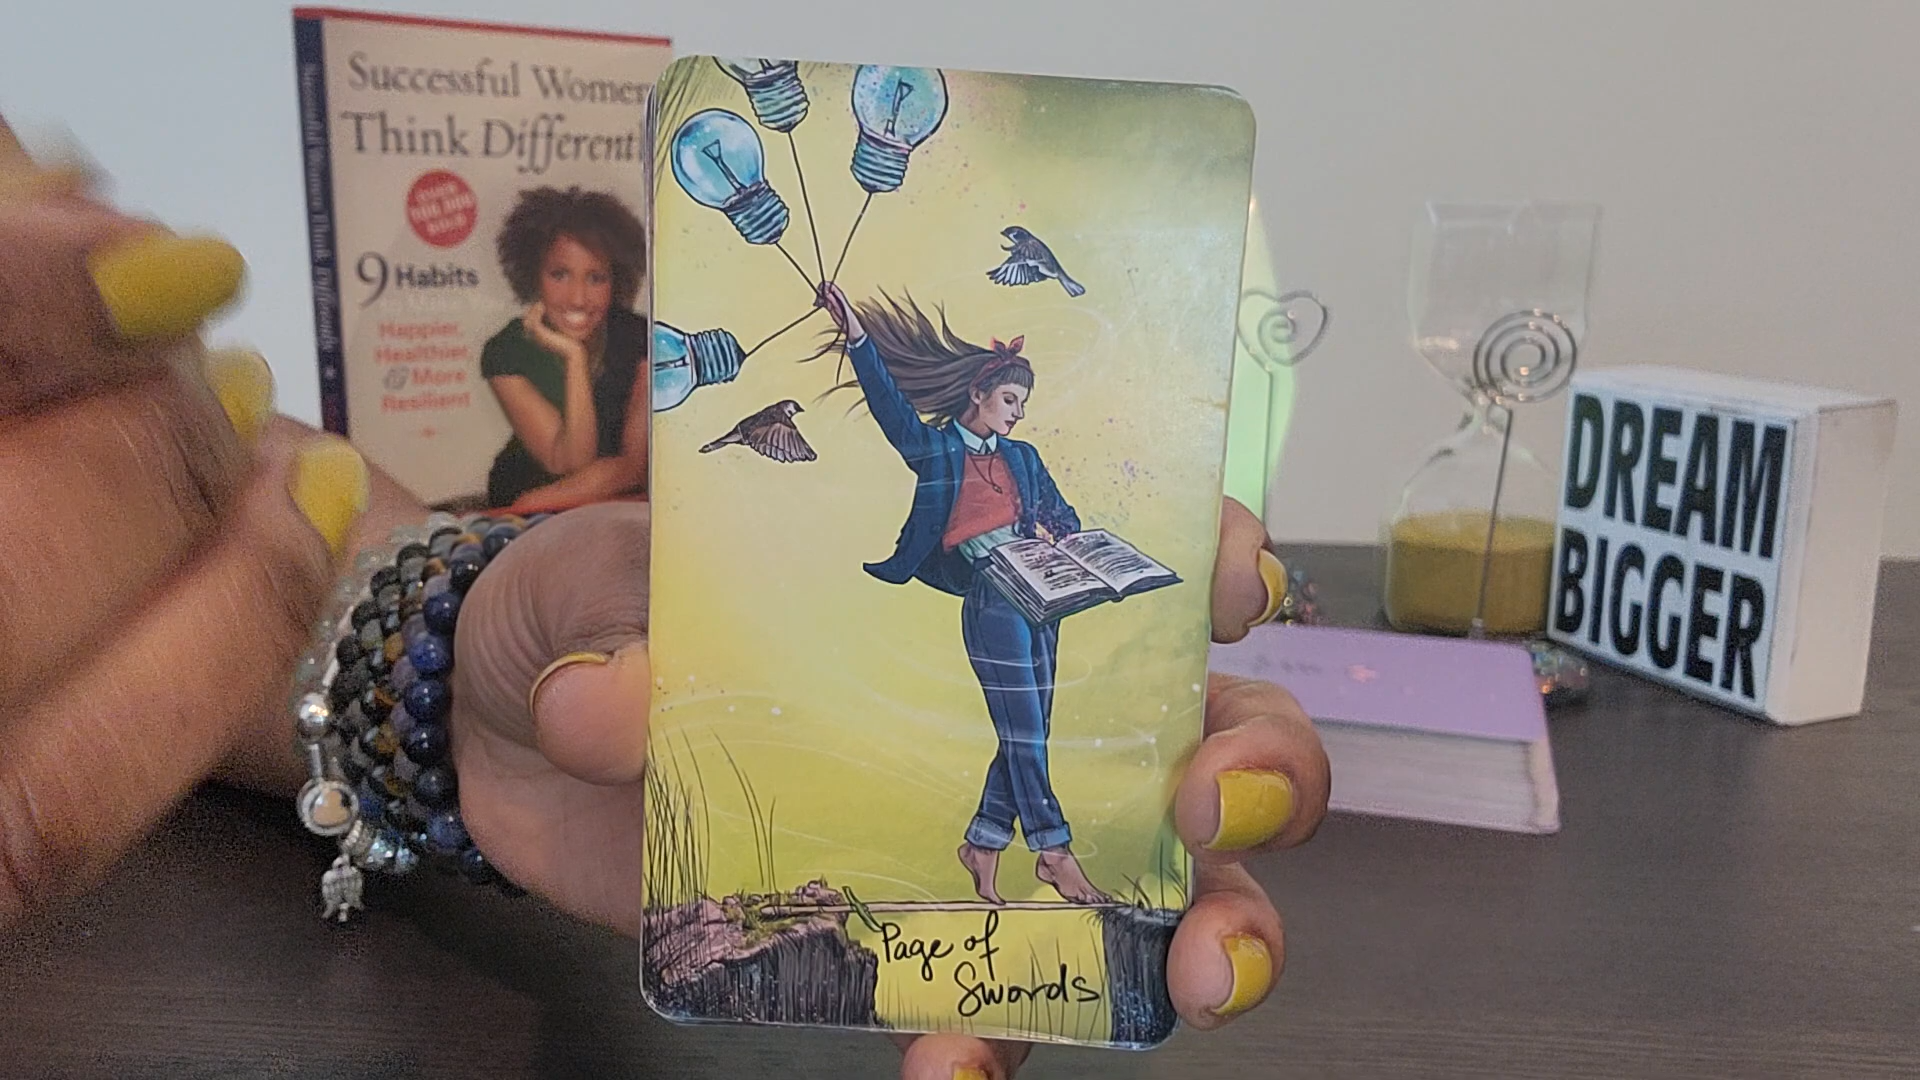 Successful Women
Think Differently
9 Habits
Happier,
Healthier,
& More
Resilient
Page of
Swords
DREAM
BIGGER